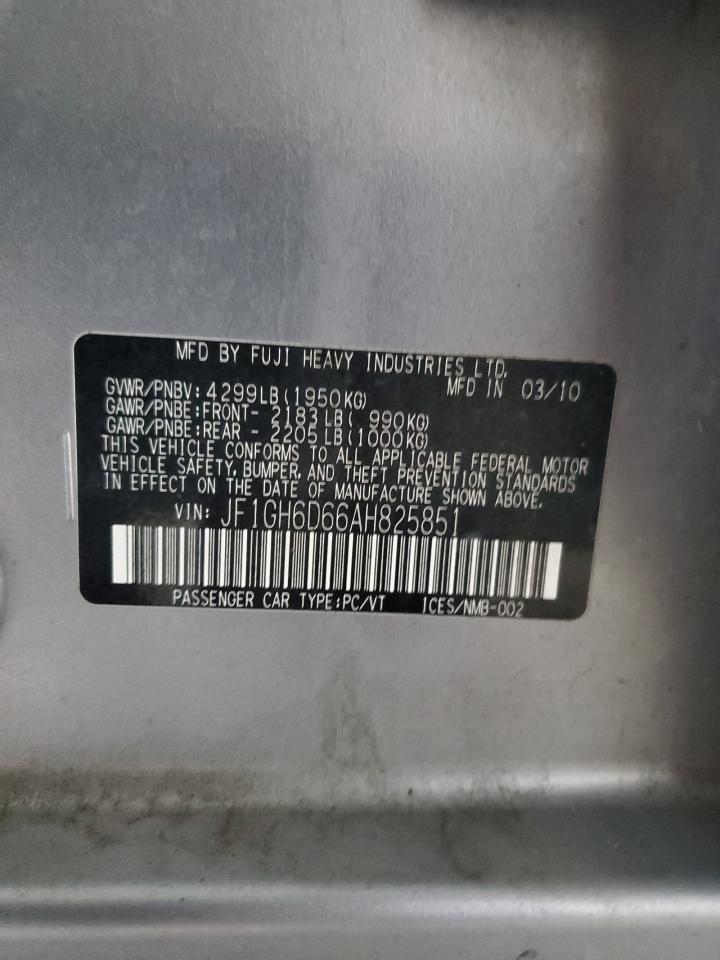 MFD BY FUJI HEAVY INDUSTRIES LTD.
GVWR/PNBV: 4299LB(1950KG) MFD IN 03/10
GAWR/PNBE:FRONT- 2183LB( 990KG)
GAWR/PNBE:REAR - 2205LB(1000KG)
THIS VEHICLE CONFORMS TO ALL APPLICABLE FEDERAL MOTOR
VEHICLE SAFETY, BUMPER, AND THEFT PREVENTION STANDARDS
IN EFFECT ON THE DATE OF MANUFACTURE SHOWN ABOVE.
VIN: JF1GH6D66AH825851
PASSENGER CAR TYPE:PC/VT ICES/NMB-002